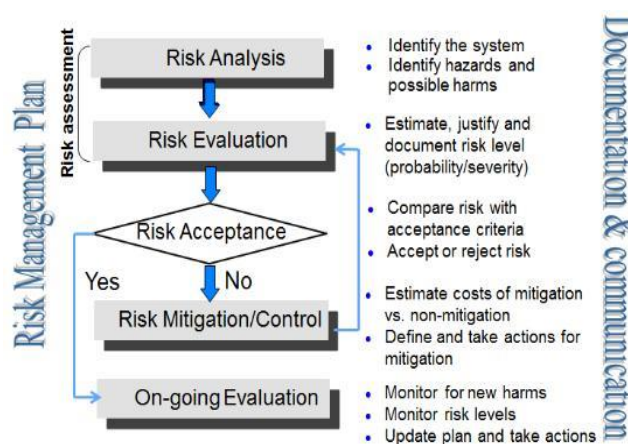 Risk Management Plan
Risk assessment
Risk Analysis
Risk Evaluation
Risk Acceptance
Yes
No
Risk Mitigation/Control
On-going Evaluation
• Identify the system
• Identify hazards and
possible harms
• Estimate, justify and
document risk level
(probability/severity)
• Compare risk with
acceptance criteria
• Accept or reject risk
• Estimate costs of mitigation
vs. non-mitigation
• Define and take actions for
mitigation
• Monitor for new harms
• Monitor risk levels
• Update plan and take actions
Documentation & communication